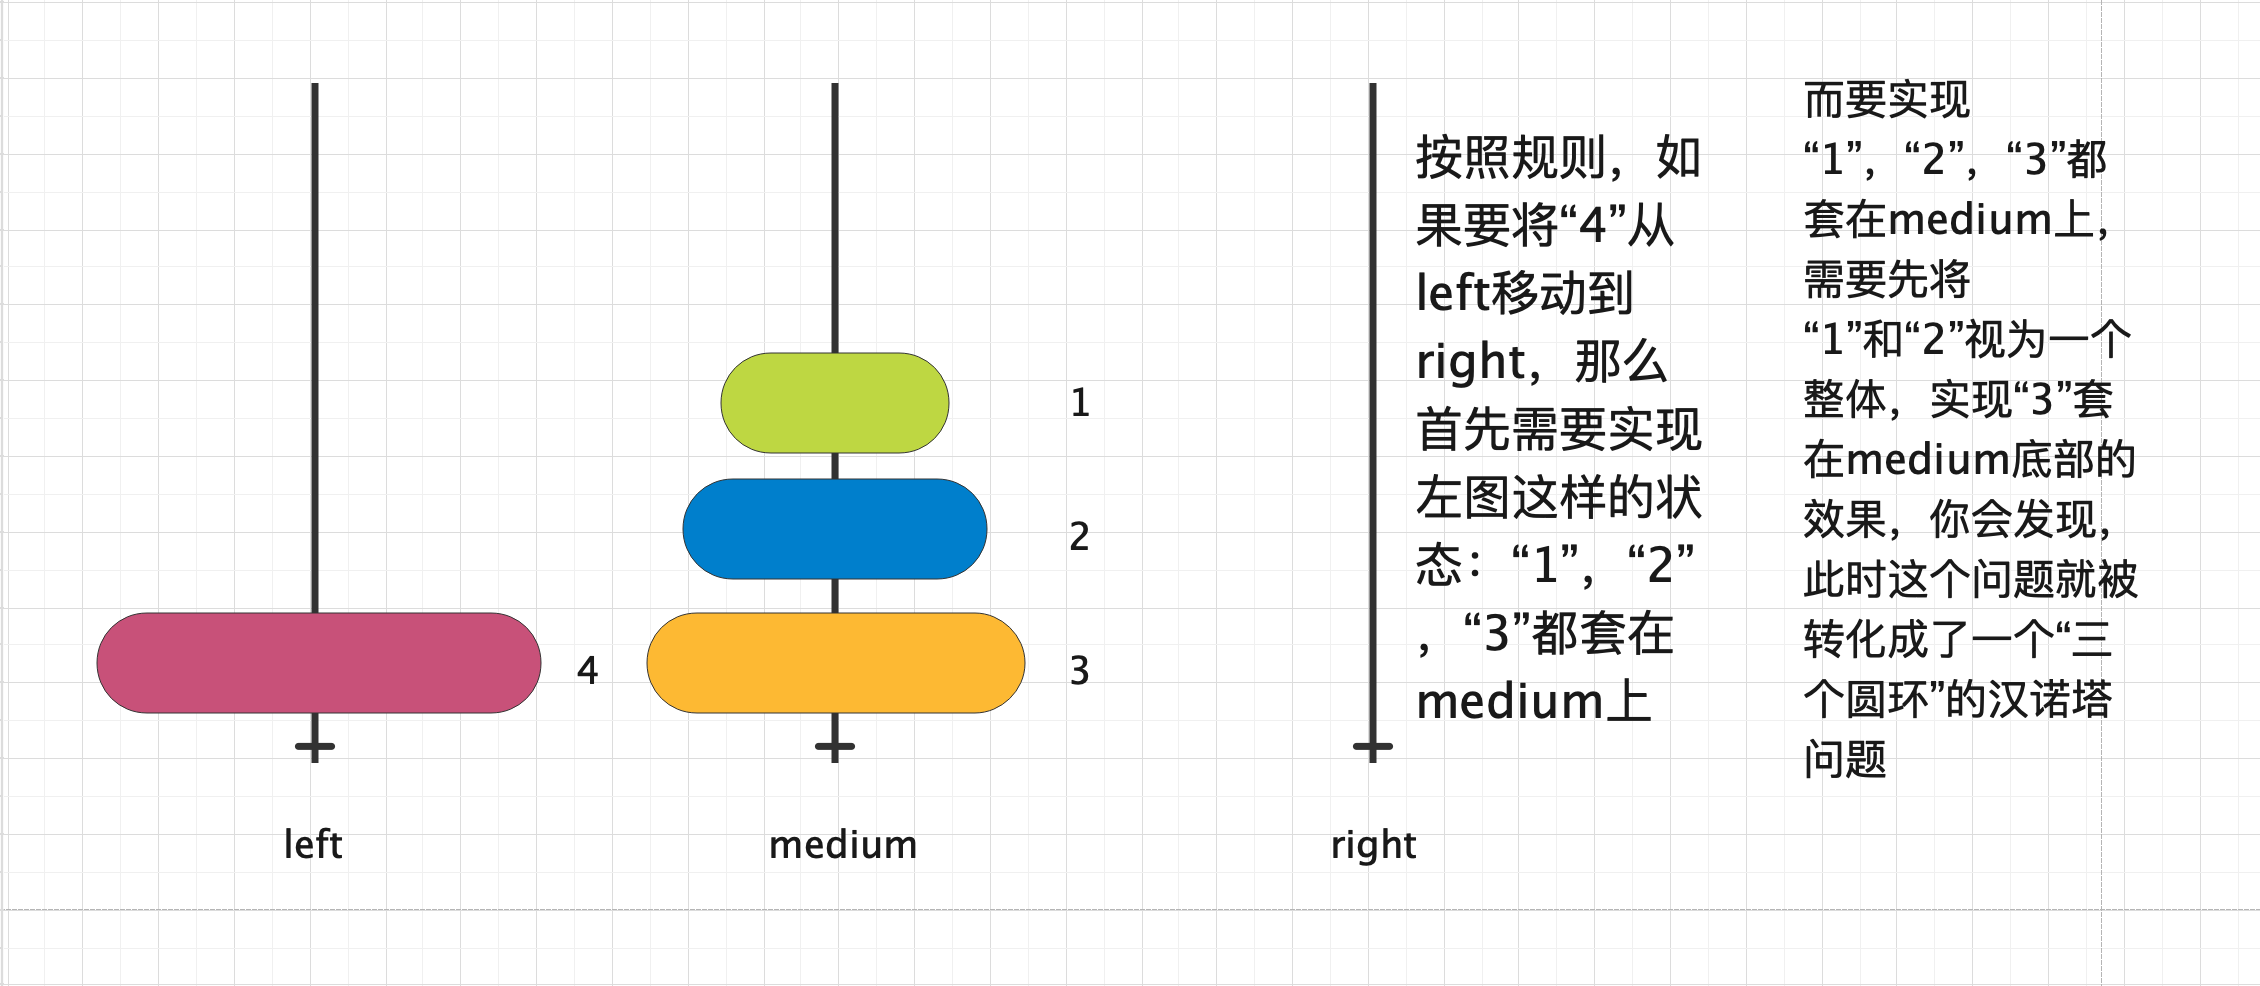 1
2
4
3
left
medium
right
按照规则，如
果要将“4”从
left移动到
right，那么
首先需要实现
左图这样的状
态：“1”，“2”
，“3”都套在
medium上
而要实现
“1”，“2”，“3”都
套在medium上，
需要先将
“1”和“2”视为一个
整体，实现“3”套
在medium底部的
效果，你会发现，
此时这个问题就被
转化成了一个“三
个圆环”的汉诺塔
问题